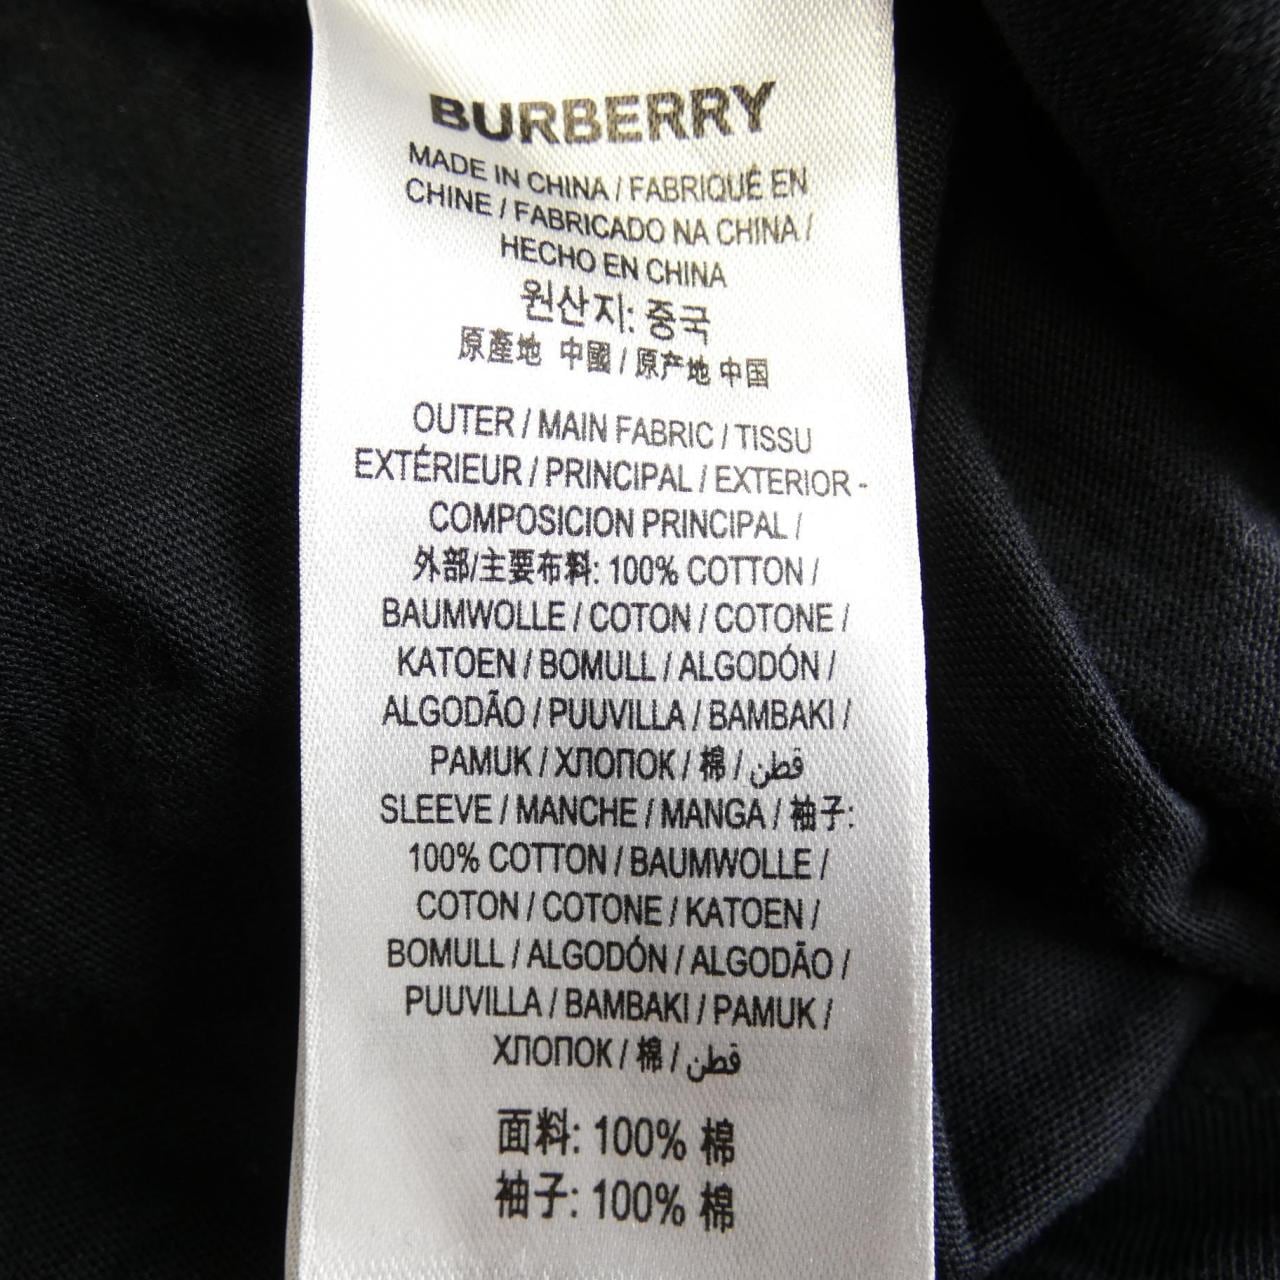 BURBERRY
MADE IN CHINA / FABRIQUÉ EN
CHINE / FABRICADO NA CHINA /
HECHO EN CHINA
원산지: 중국
原產地 中國 / 原产地 中国
OUTER / MAIN FABRIC / TISSU
EXTÉRIEUR / PRINCIPAL / EXTERIOR -
COMPOSICION PRINCIPAL /
外部/主要布料: 100% COTTON /
BAUMWOLLE / COTON / COTONE /
KATOEN / BOMULL / ALGODÓN /
ALGODÃO / PUUVILLA / BAMBAKI /
PAMUK / ХЛОПОК / 棉 / قطن
SLEEVE / MANCHE / MANGA / 袖子:
100% COTTON / BAUMWOLLE /
COTON / COTONE / KATOEN /
BOMULL / ALGODÓN / ALGODÃO /
PUUVILLA / BAMBAKI / PAMUK /
ХЛОПОК / 棉 / قطن
面料: 100% 棉
袖子: 100% 棉